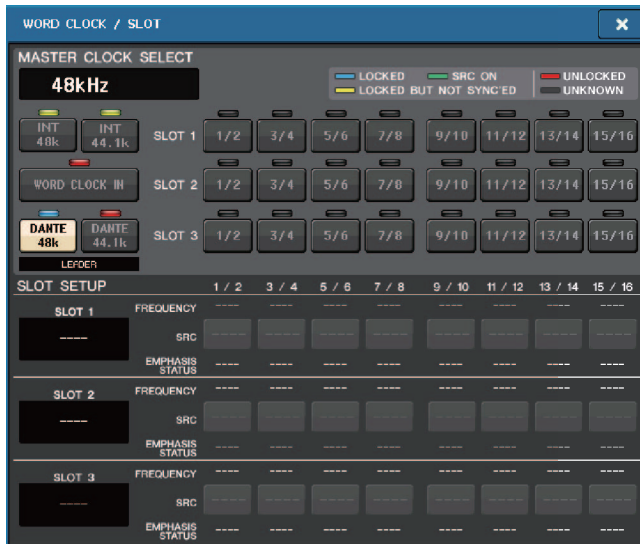 WORD CLOCK / SLOT
MASTER CLOCK SELECT
48kHz
LOCKED SRC ON UNLOCKED
LOCKED BUT NOT SYNC'ED UNKNOWN
INT 48k INT 44.1k SLOT 1 1/2 3/4 5/6 7/8 9/10 11/12 13/14 15/16
WORD CLOCK IN SLOT 2 1/2 3/4 5/6 7/8 9/10 11/12 13/14 15/16
DANTE 48k DANTE 44.1k SLOT 3 1/2 3/4 5/6 7/8 9/10 11/12 13/14 15/16
LEADER
SLOT SETUP 1 / 2 3 / 4 5 / 6 7 / 8 9 / 10 11 / 12 13 / 14 15 / 16
SLOT 1 FREQUENCY ---- ---- ---- ---- ---- ---- ---- ----
---- SRC ---- ---- ---- ---- ---- ---- ---- ----
EMPHASIS STATUS ---- ---- ---- ---- ---- ---- ---- ----
SLOT 2 FREQUENCY ---- ---- ---- ---- ---- ---- ---- ----
---- SRC ---- ---- ---- ---- ---- ---- ---- ----
EMPHASIS STATUS ---- ---- ---- ---- ---- ---- ---- ----
SLOT 3 FREQUENCY ---- ---- ---- ---- ---- ---- ---- ----
---- SRC ---- ---- ---- ---- ---- ---- ---- ----
EMPHASIS STATUS ---- ---- ---- ---- ---- ---- ---- ----